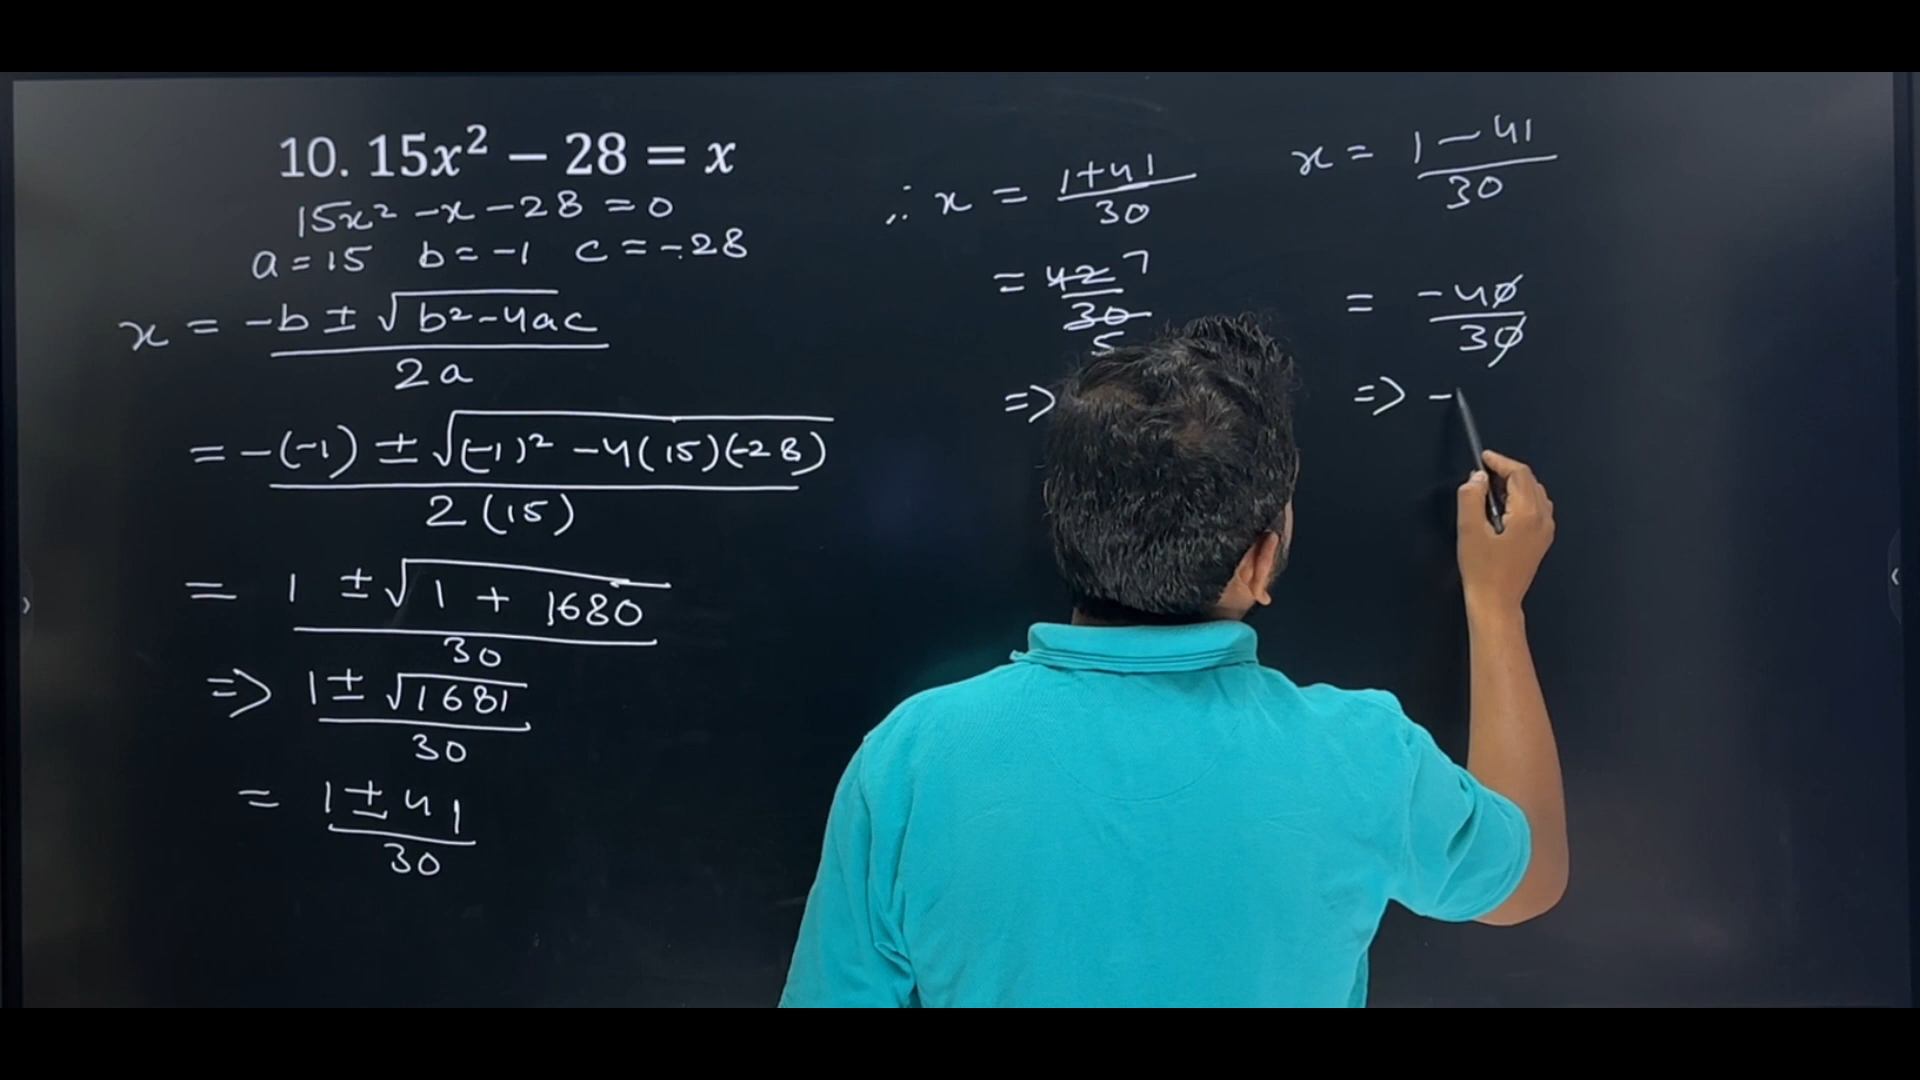 10. 15x² − 28 = x
15x² - x - 28 = 0
a = 15 b = -1 c = -28
x = -b ± √b² - 4ac
2a
= -(-1) ± √(-1)² - 4(15)(-28)
2(15)
= 1 ± √1 + 1680
30
=> 1 ± √1681
30
= 1 ± 41
30
∴ x = 1 + 41
30
= 42 7
30
5
=>
x = 1 - 41
30
= -40
30
=> -